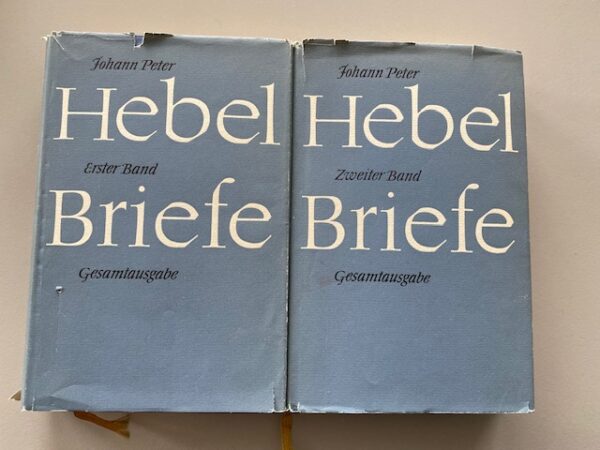 Johann Peter
Hebel
Erster Band
Briefe
Gesamtausgabe
Johann Peter
Hebel
Zweiter Band
Briefe
Gesamtausgabe